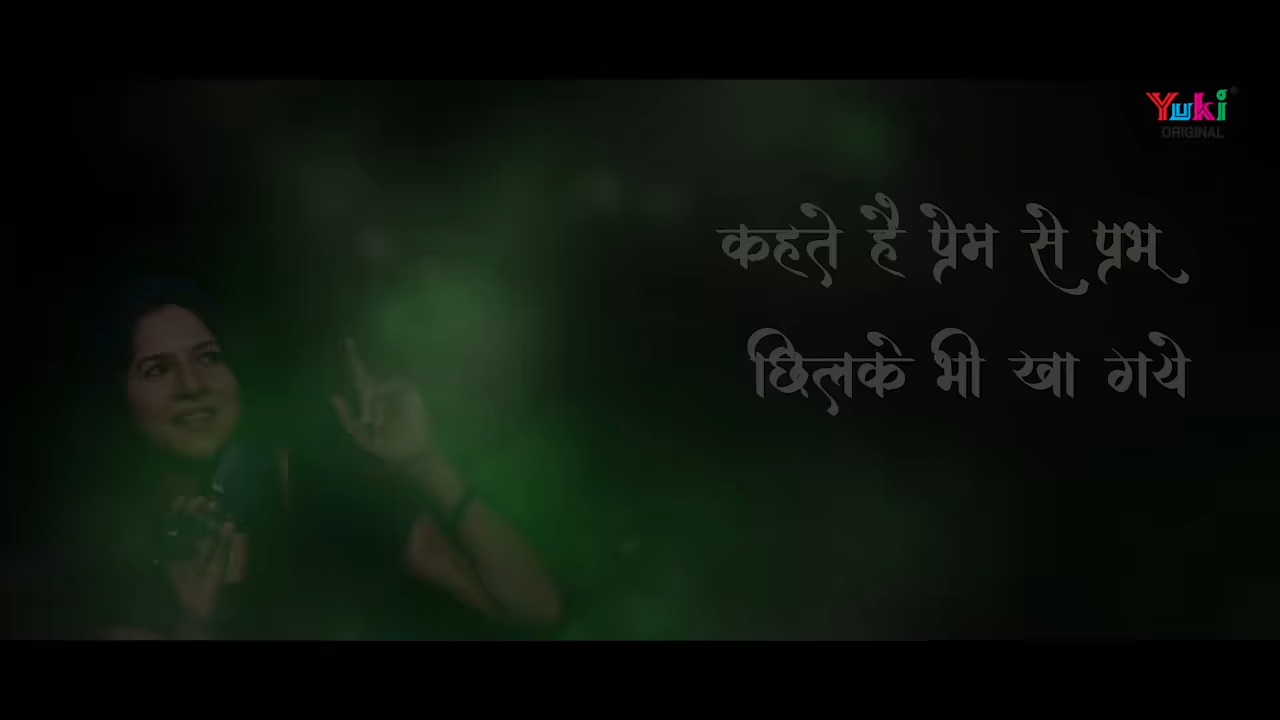 Yuki
ORIGINAL
कहते है प्रेम से प्रभु
छिलके भी खा गये